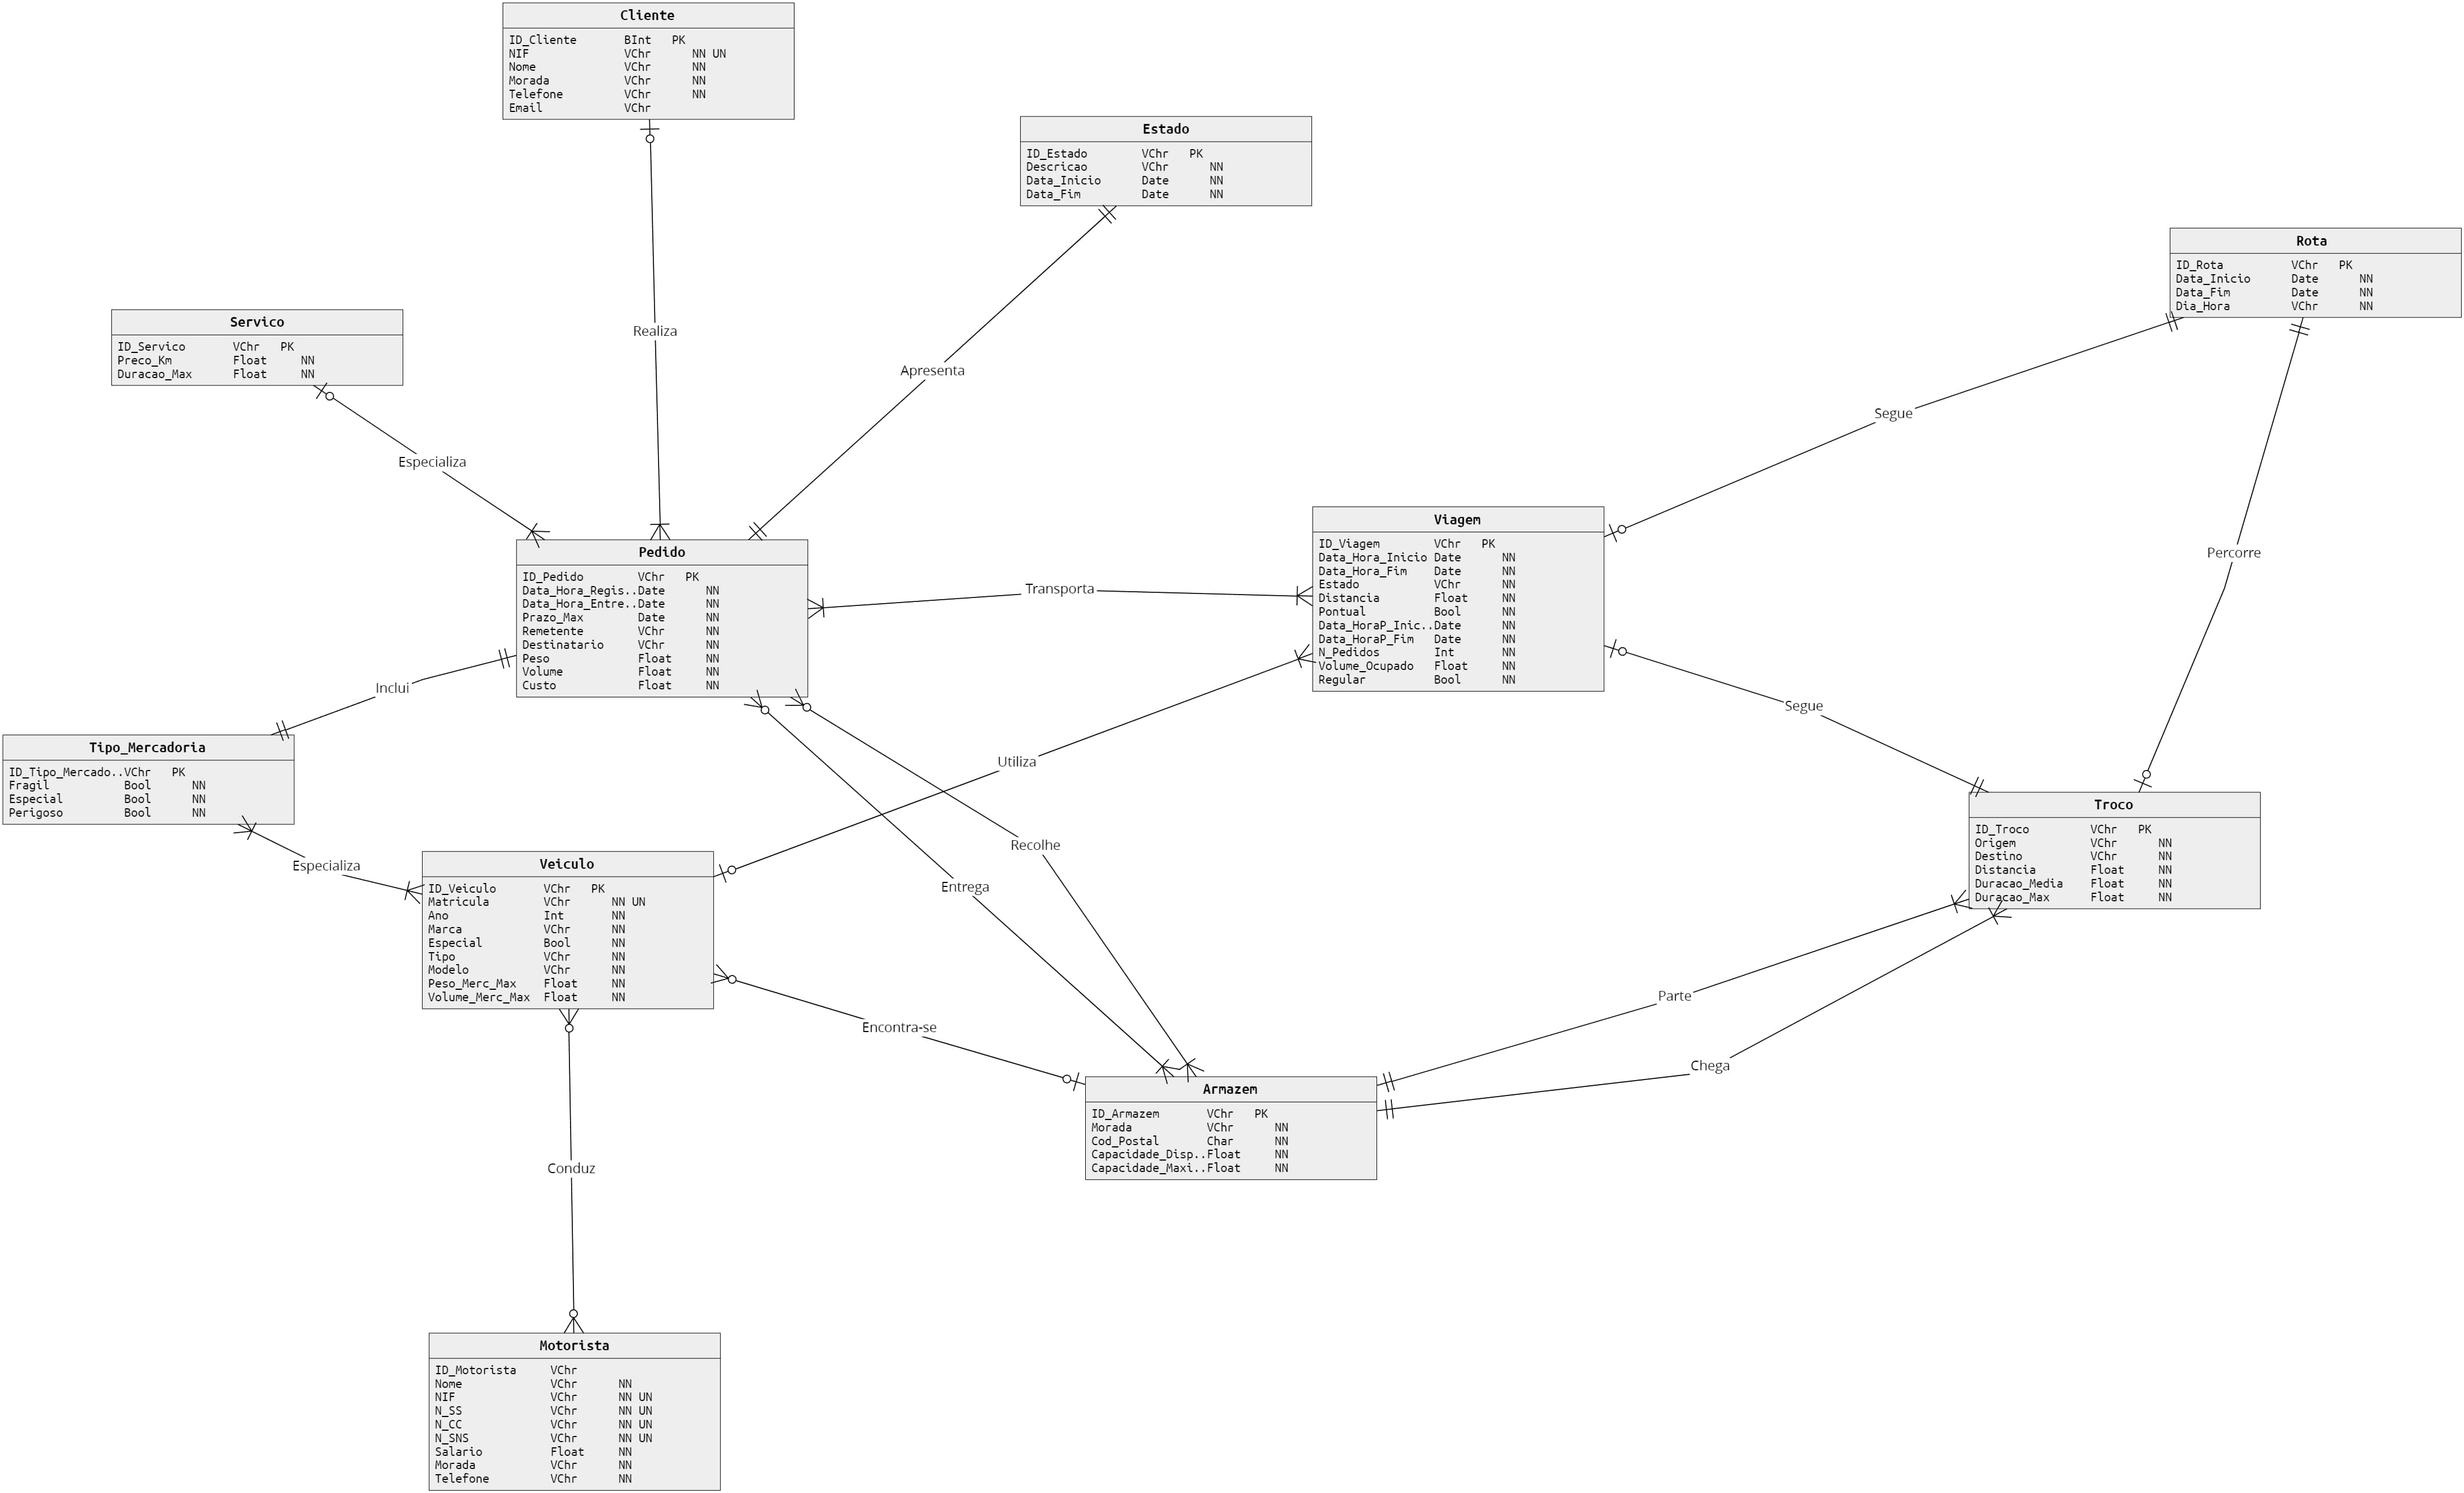 Cliente
ID_Cliente BInt PK
NIF VChr NN UN
Nome VChr NN
Morada VChr NN
Telefone VChr NN
Email VChr
Estado
ID_Estado VChr PK
Descricao VChr NN
Data_Inicio Date NN
Data_Fim Date NN
Rota
ID_Rota VChr PK
Data_Inicio Date NN
Data_Fim Date NN
Dia_Hora VChr NN
Servico
ID_Servico VChr PK
Preco_Km Float NN
Duracao_Max Float NN
Realiza
Apresenta
Segue
Especializa
Percorre
Pedido
ID_Pedido VChr PK
Data_Hora_Regis..Date NN
Data_Hora_Entre..Date NN
Prazo_Max Date NN
Remetente VChr NN
Destinatario VChr NN
Peso Float NN
Volume Float NN
Custo Float NN
Transporta
Viagem
ID_Viagem VChr PK
Data_Hora_Inicio Date NN
Data_Hora_Fim Date NN
Estado VChr NN
Distancia Float NN
Pontual Bool NN
Data_HoraP_Inic..Date NN
Data_HoraP_Fim Date NN
N_Pedidos Int NN
Volume_Ocupado Float NN
Regular Bool NN
Inclui
Segue
Utiliza
Tipo_Mercadoria
ID_Tipo_Mercado..VChr PK
Fragil Bool NN
Especial Bool NN
Perigoso Bool NN
Especializa
Recolhe
Entrega
Troco
ID_Troco VChr PK
Origem VChr NN
Destino VChr NN
Distancia Float NN
Duracao_Media Float NN
Duracao_Max Float NN
Veiculo
ID_Veiculo VChr PK
Matricula VChr NN UN
Ano Int NN
Marca VChr NN
Especial Bool NN
Tipo VChr NN
Modelo VChr NN
Peso_Merc_Max Float NN
Volume_Merc_Max Float NN
Parte
Encontra-se
Chega
Armazem
ID_Armazem VChr PK
Morada VChr NN
Cod_Postal Char NN
Capacidade_Disp..Float NN
Capacidade_Maxi..Float NN
Conduz
Motorista
ID_Motorista VChr
Nome VChr NN
NIF VChr NN UN
N_SS VChr NN UN
N_CC VChr NN UN
N_SNS VChr NN UN
Salario Float NN
Morada VChr NN
Telefone VChr NN